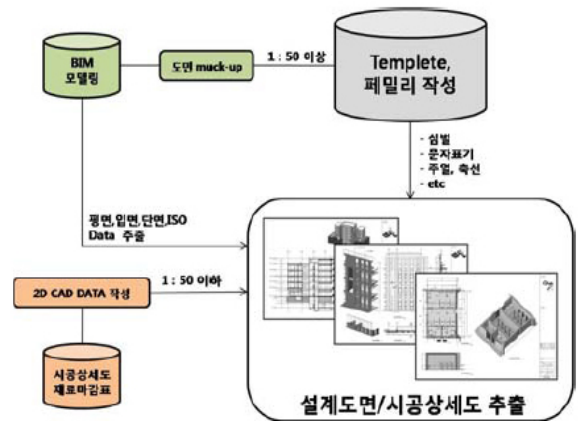 BIM
모델링
도면 muck-up
1 : 50 이상
Templete,
페밀리 작성
- 심벌
- 문자표기
- 주열, 축선
- etc
평면,입면,단면,ISO
Data 추출
2D CAD DATA 작성
1 : 50 이하
시공상세도
재료마감표
설계도면/시공상세도 추출